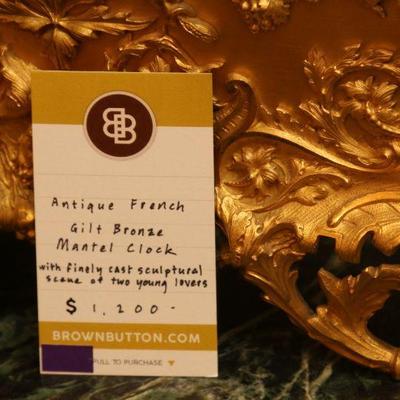 BB
Antique French
Gilt Bronze
Mantel Clock
with finely cast sculptural
scene of two young lovers
$ 1,200-
BROWNBUTTON.COM
PULL TO PURCHASE